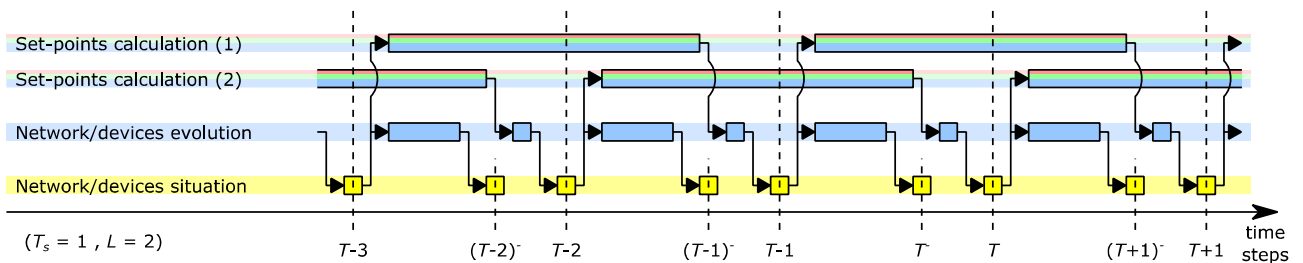 Set-points calculation (1)
Set-points calculation (2)
Network/devices evolution
Network/devices situation
(Ts = 1 , L = 2)
T-3 (T-2)- T-2 (T-1)- T-1 T- T (T+1)- T+1
time
steps